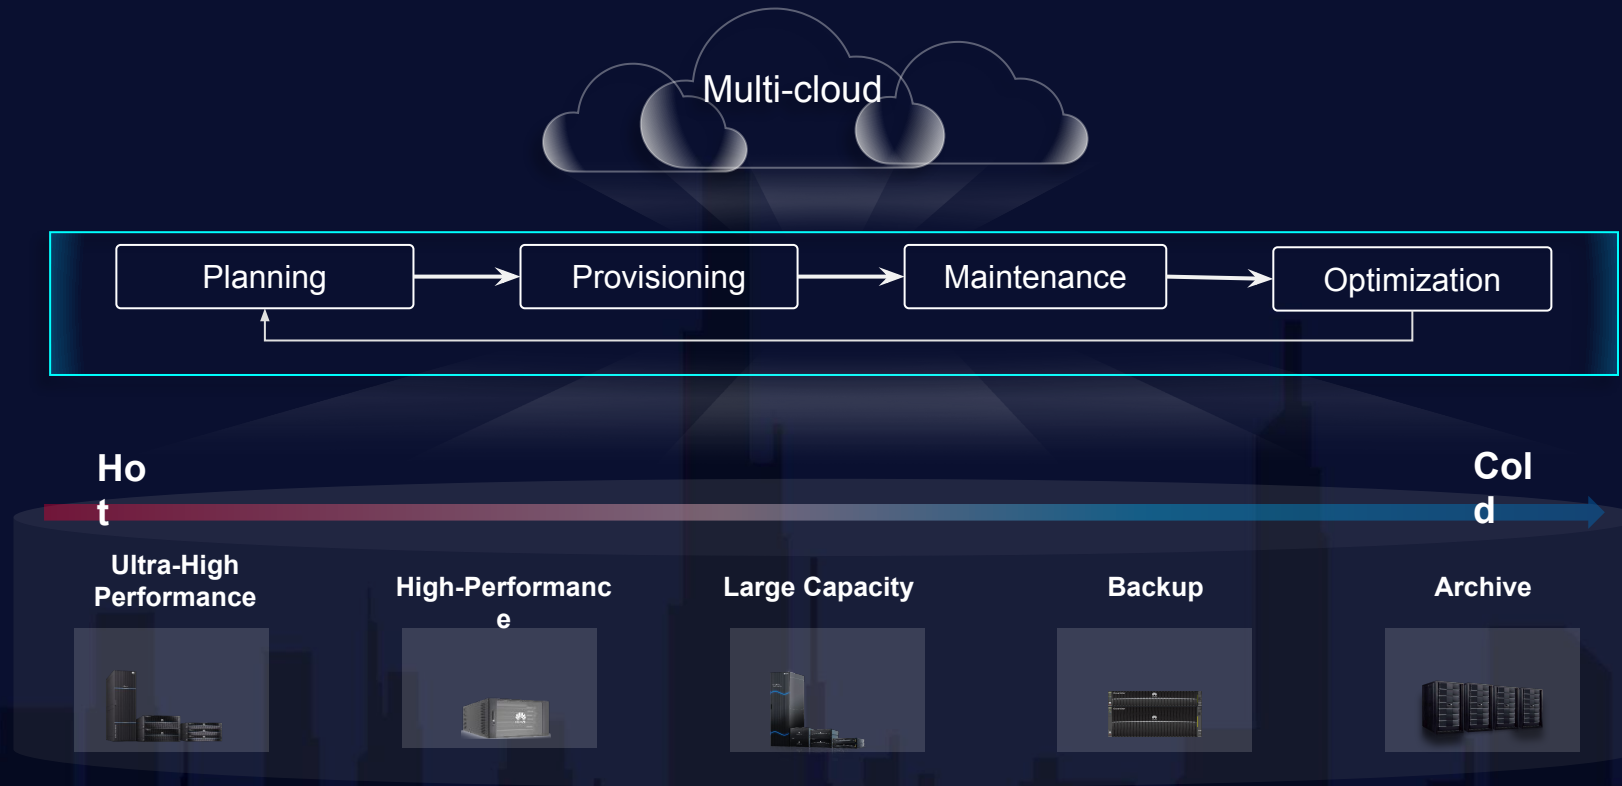 Multi-cloud
Planning
Provisioning
Maintenance
Optimization
Ho
t
Col
d
Ultra-High
Performance
High-Performanc
e
Large Capacity
Backup
Archive